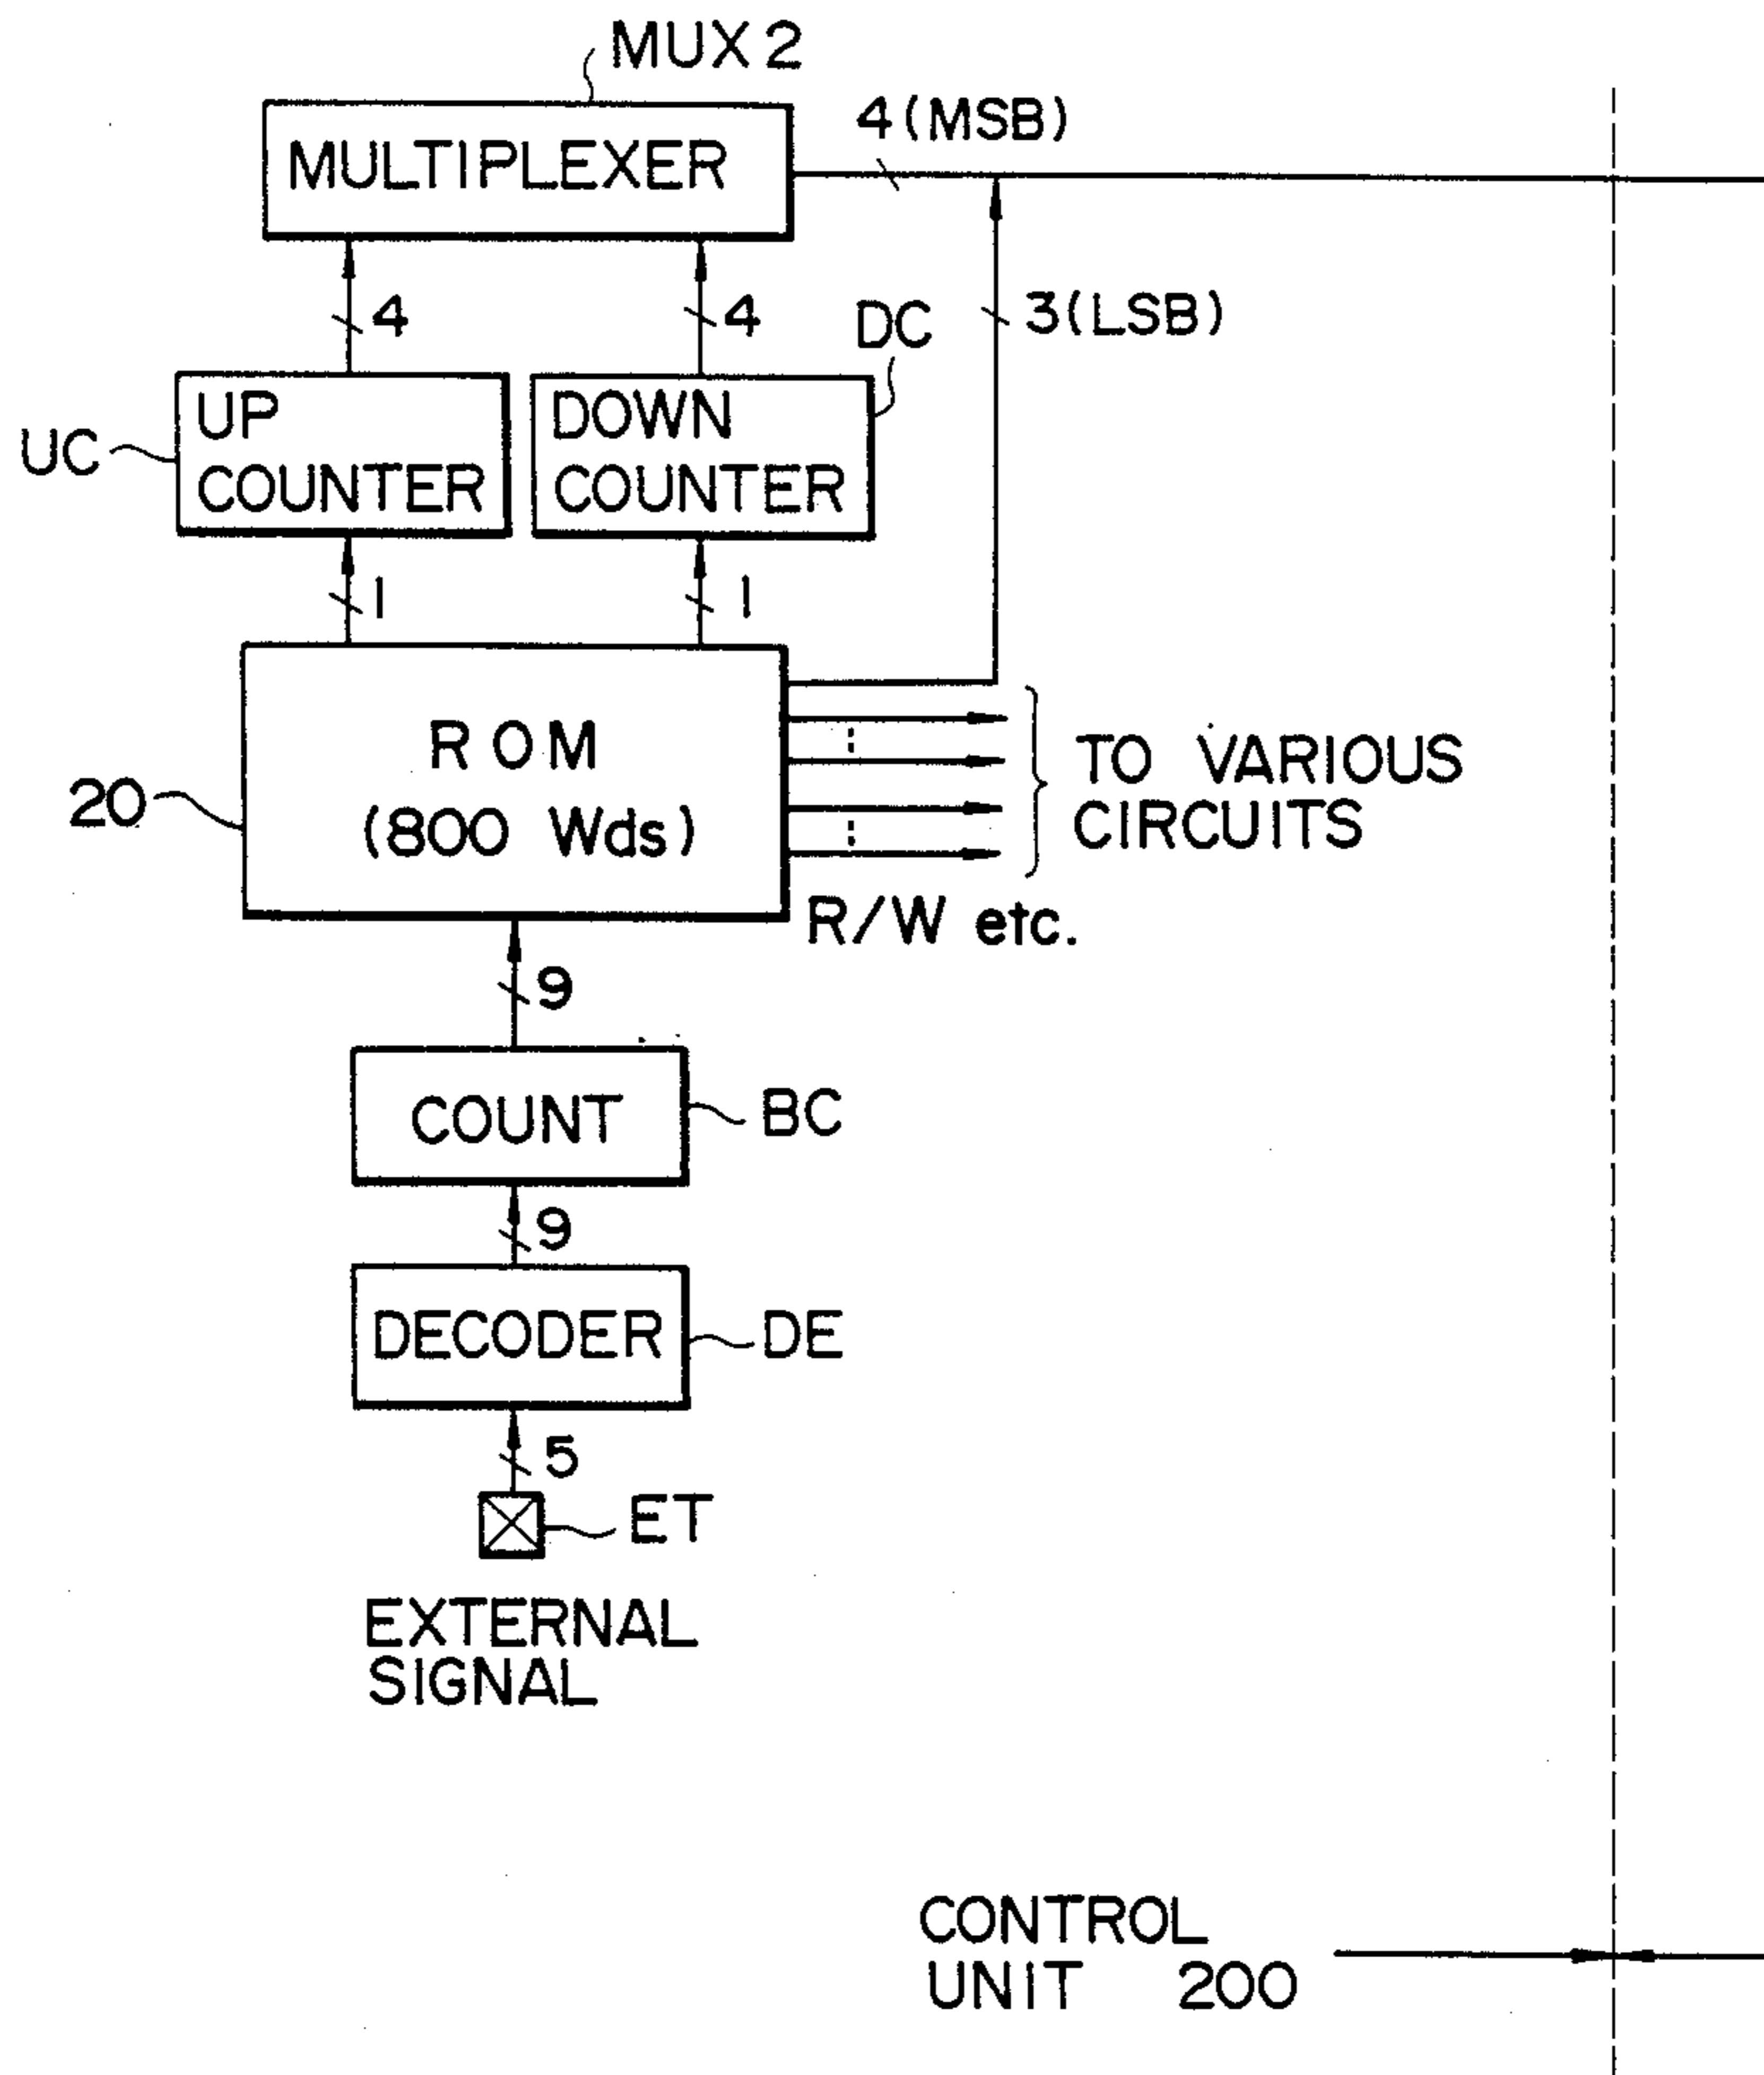 MUX 2
4 (MSB)
MULTIPLEXER
4
4
DC
3 (LSB)
UP
COUNTER
DOWN
COUNTER
UC
1
1
ROM
(800 Wds)
20
TO VARIOUS
CIRCUITS
R/W etc.
9
COUNT
BC
9
DECODER
DE
5
ET
EXTERNAL
SIGNAL
CONTROL
UNIT 200